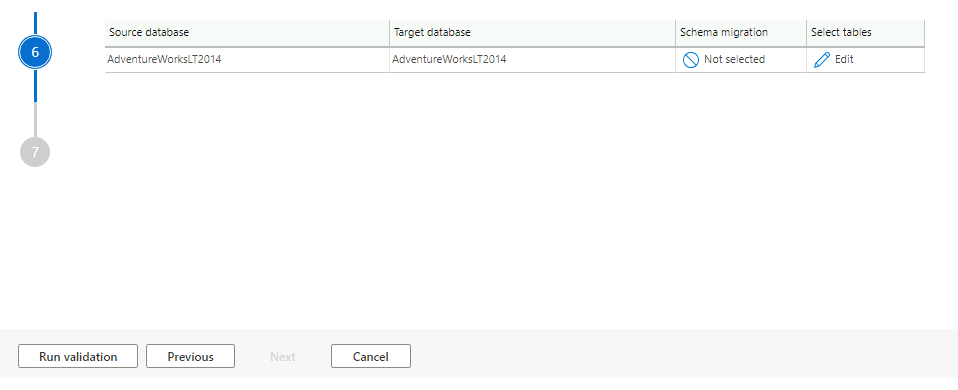 6
Source database Target database Schema migration Select tables
AdventureWorksLT2014 AdventureWorksLT2014 Not selected Edit
7
Run validation Previous Next Cancel